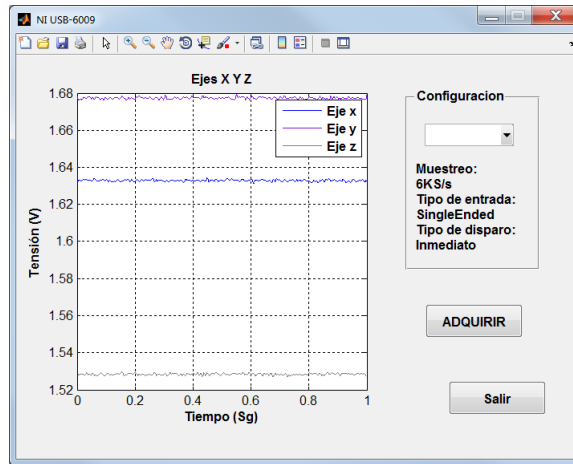 NI USB-6009
Ejes X Y Z
1.68
1.66
1.64
1.62
1.6
1.58
1.56
1.54
1.52
0
0.2
0.4
0.6
0.8
1
Tensión (V)
Tiempo (Sg)
Eje x
Eje y
Eje z
Configuracion
Muestreo:
6KS/s
Tipo de entrada:
SingleEnded
Tipo de disparo:
Inmediato
ADQUIRIR
Salir